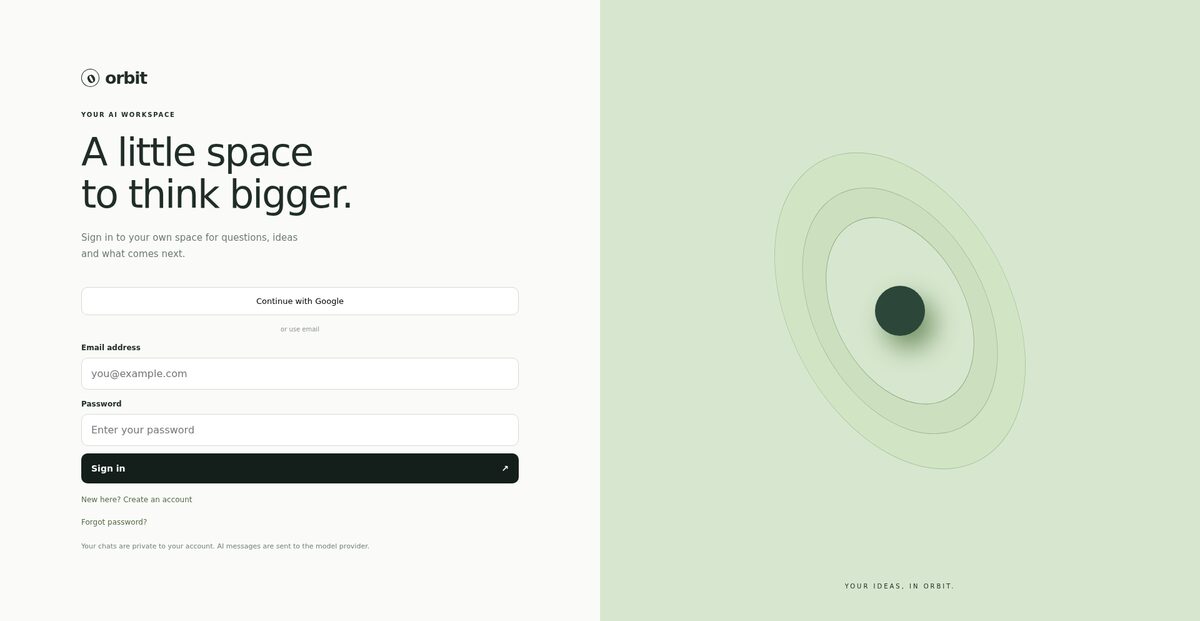 orbit
YOUR AI WORKSPACE
A little space
to think bigger.
Sign in to your own space for questions, ideas
and what comes next.
Continue with Google
or use email
Email address
you@example.com
Password
Enter your password
Sign in ↗
New here? Create an account
Forgot password?
Your chats are private to your account. AI messages are sent to the model provider.
YOUR IDEAS, IN ORBIT.